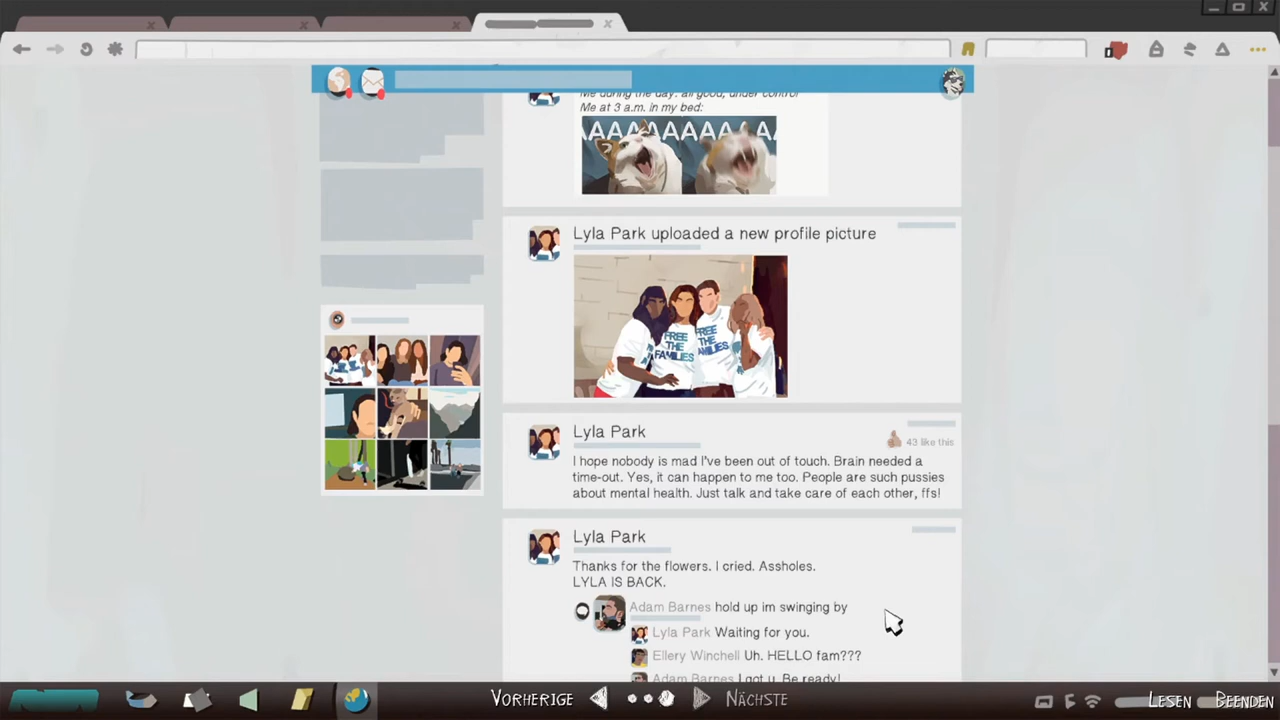 Me during the day: all good, under control
Me at 3 a.m. in my bed:
AAAAAAAAAAA
Lyla Park uploaded a new profile picture
FREE THE FAMILIES
FREE THE FAMILIES
Lyla Park
43 like this
I hope nobody is mad I've been out of touch. Brain needed a
time-out. Yes, it can happen to me too. People are such pussies
about mental health. Just talk and take care of each other, ffs!
Lyla Park
Thanks for the flowers. I cried. Assholes.
LYLA IS BACK.
Adam Barnes hold up im swinging by
Lyla Park Waiting for you.
Ellery Winchell Uh. HELLO fam???
Adam Barnes I got u. Be ready!
VORHERIGE NÄCHSTE LESEN BEENDEN